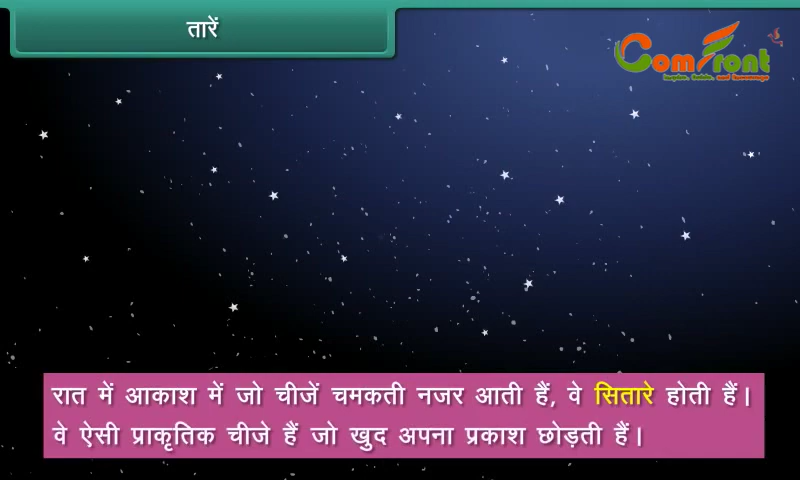 तारें
ComFront
रात में आकाश में जो चीजें चमकती नजर आती हैं, वे सितारे होती हैं।
वे ऐसी प्राकृतिक चीजे हैं जो खुद अपना प्रकाश छोड़ती हैं।